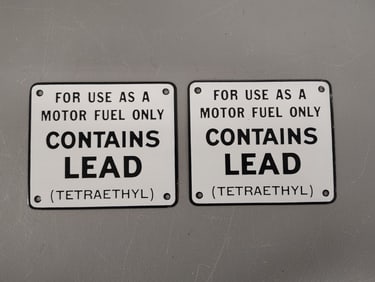 FOR USE AS A
MOTOR FUEL ONLY
CONTAINS
LEAD
(TETRAETHYL)
FOR USE AS A
MOTOR FUEL ONLY
CONTAINS
LEAD
(TETRAETHYL)